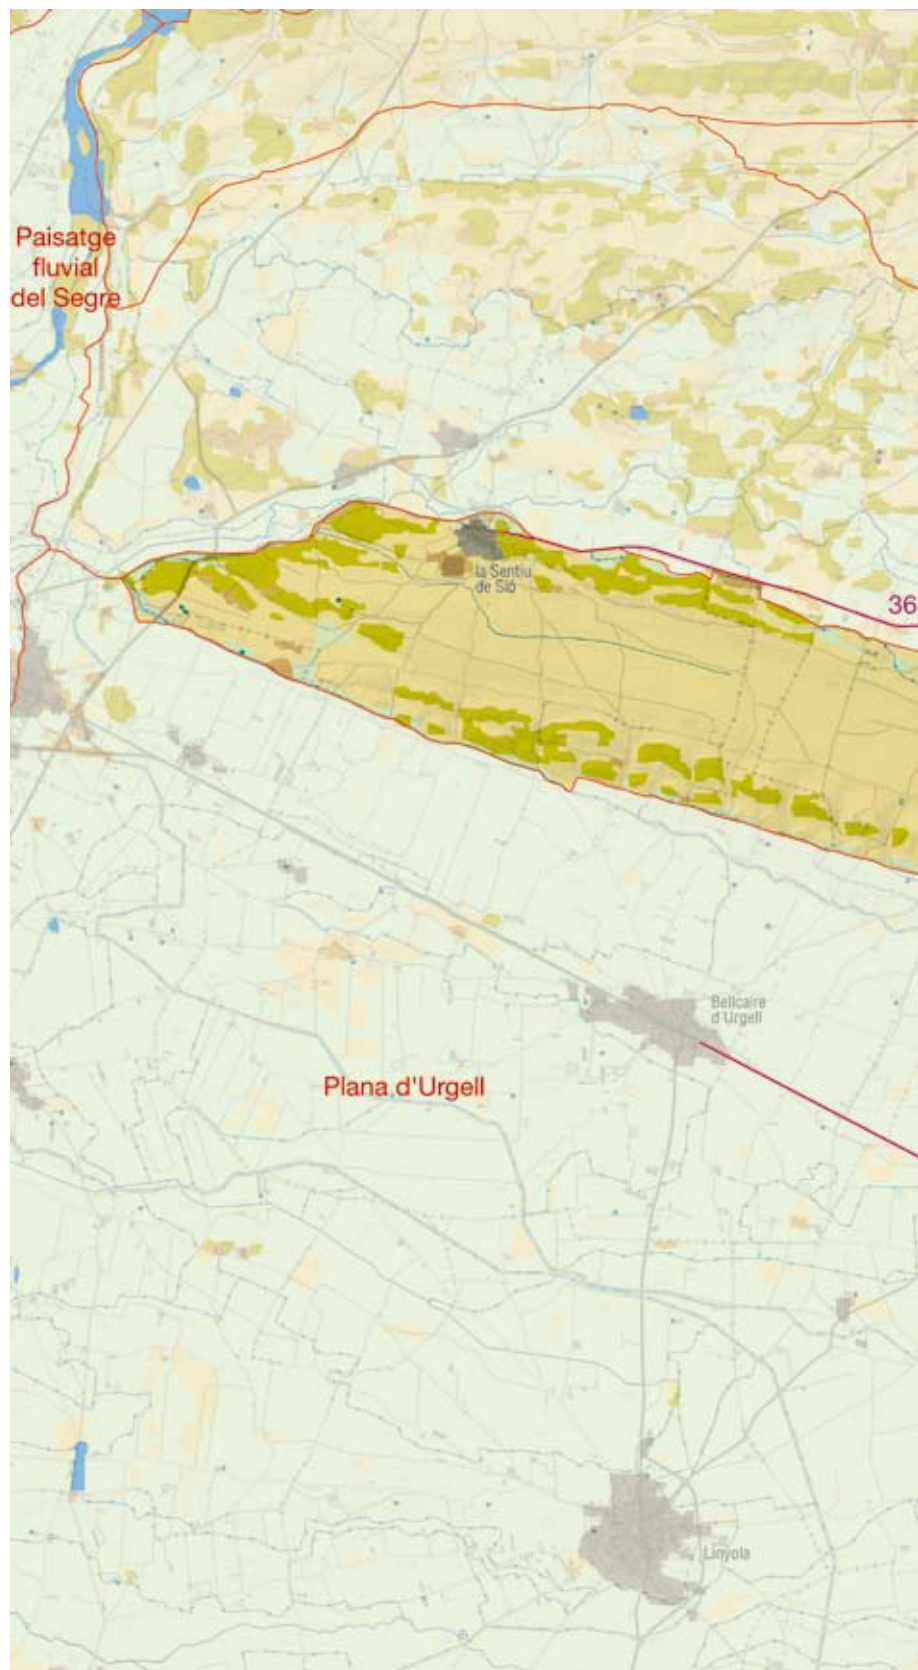 Paisatge
fluvial
del Segre
la Sentiu
de Sió
36
Bellcaire
d'Urgell
Plana d'Urgell
Linyola